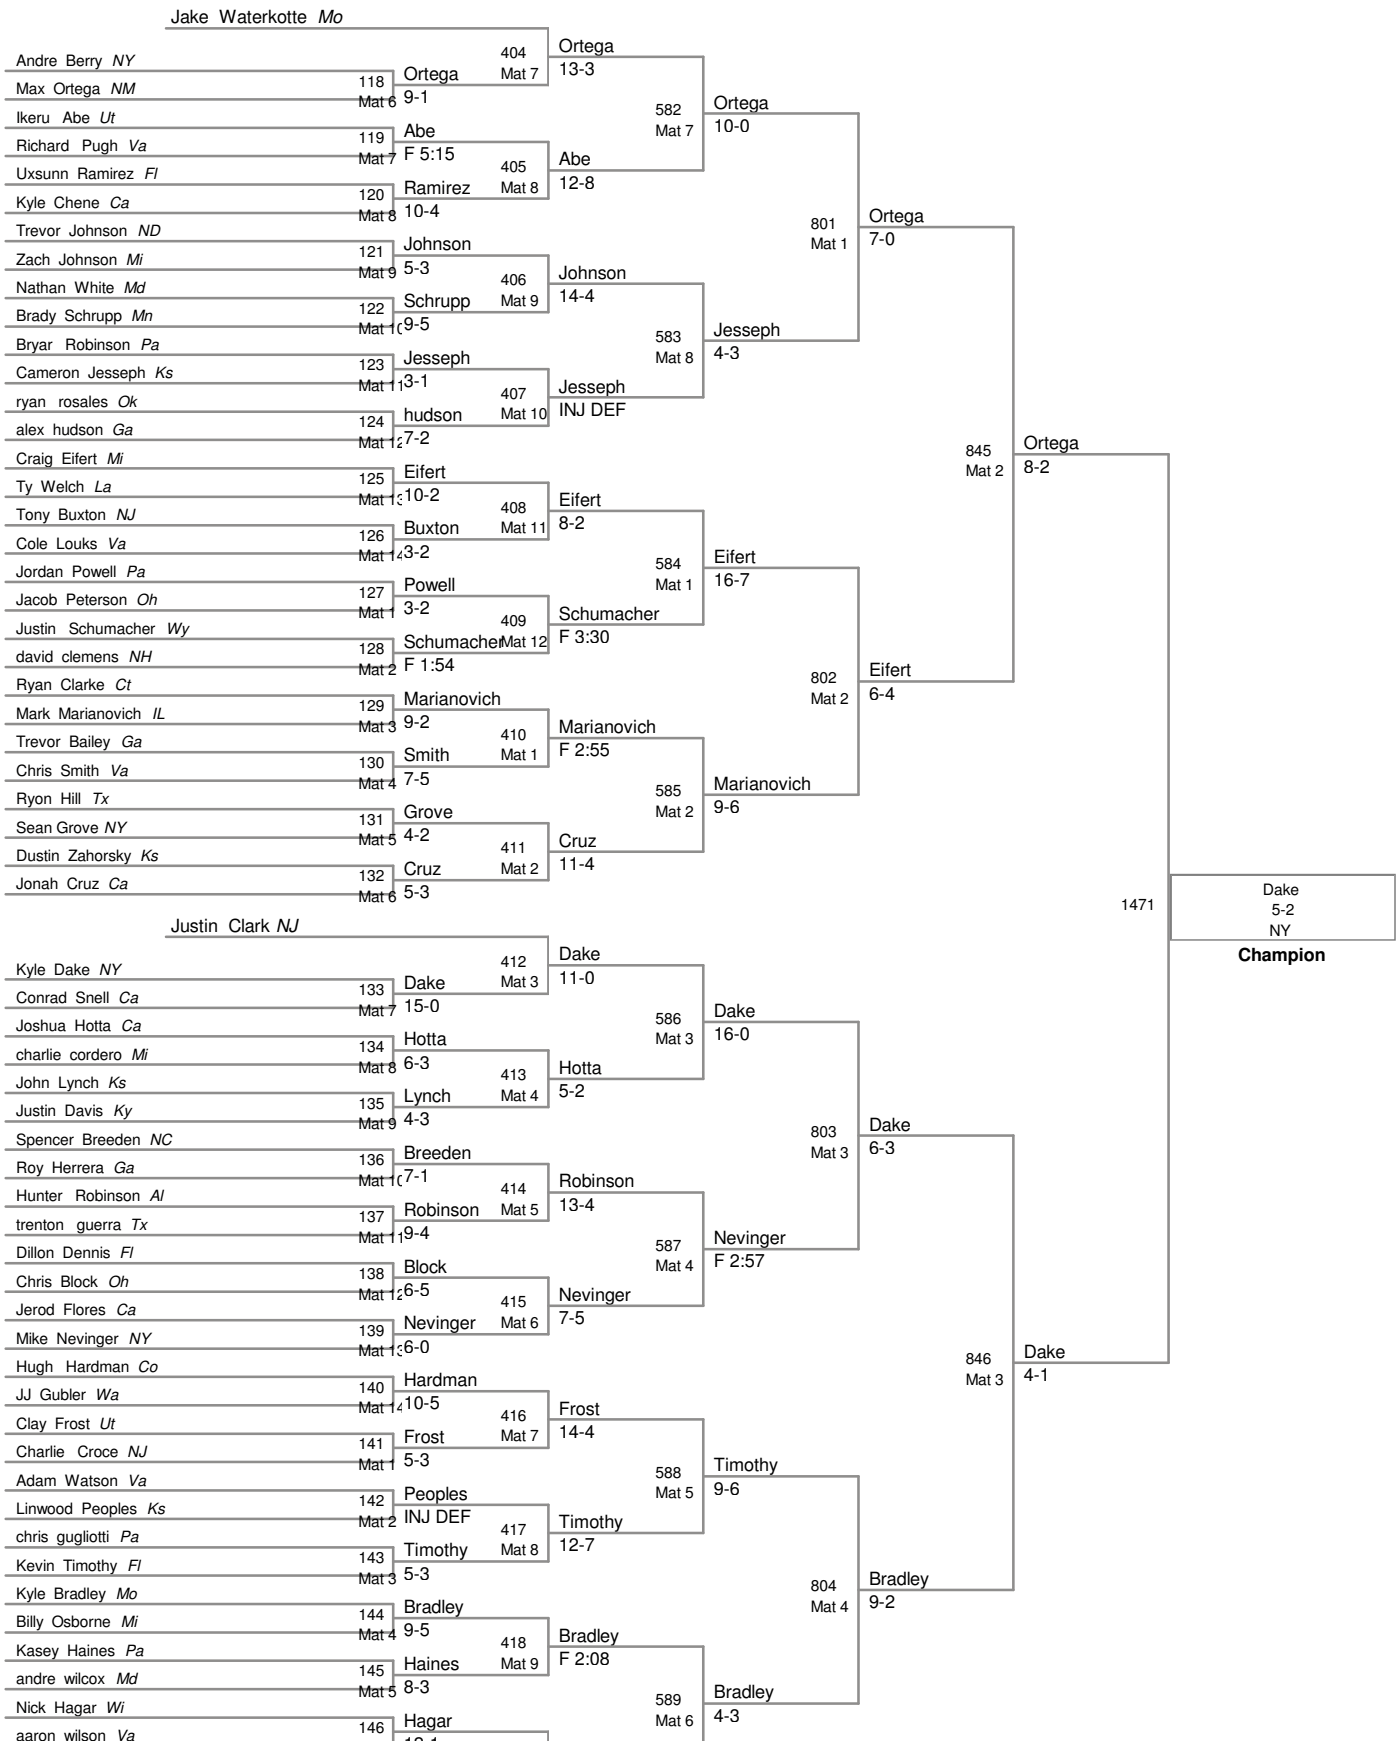 Jake Waterkotte Mo
Andre Berry NY
Max Ortega NM
118
Mat 6
Ortega
9-1
404
Mat 7
Ortega
13-3
Ikeru Abe Ut
Richard Pugh Va
119
Mat 7
Abe
F 5:15
Uxsunn Ramirez Fl
Kyle Chene Ca
120
Mat 8
Ramirez
10-4
405
Mat 8
Abe
12-8
582
Mat 7
Ortega
10-0
Trevor Johnson ND
Zach Johnson Mi
121
Mat 9
Johnson
5-3
Nathan White Md
Brady Schrupp Mn
122
Mat 10
Schrupp
9-5
406
Mat 9
Johnson
14-4
Bryar Robinson Pa
Cameron Jesseph Ks
123
Mat 11
Jesseph
3-1
ryan rosales Ok
alex hudson Ga
124
Mat 12
hudson
7-2
407
Mat 10
Jesseph
INJ DEF
583
Mat 8
Jesseph
4-3
801
Mat 1
Ortega
7-0
Craig Eifert Mi
Ty Welch La
125
Mat 13
Eifert
10-2
Tony Buxton NJ
Cole Louks Va
126
Mat 14
Buxton
3-2
408
Mat 11
Eifert
8-2
Jordan Powell Pa
Jacob Peterson Oh
127
Mat 1
Powell
3-2
Justin Schumacher Wy
david clemens NH
128
Mat 2
Schumacher
F 1:54
409
Mat 12
Schumacher
F 3:30
584
Mat 1
Eifert
16-7
Ryan Clarke Ct
Mark Marianovich IL
129
Mat 3
Marianovich
9-2
Trevor Bailey Ga
Chris Smith Va
130
Mat 4
Smith
7-5
410
Mat 1
Marianovich
F 2:55
Ryon Hill Tx
Sean Grove NY
131
Mat 5
Grove
4-2
Dustin Zahorsky Ks
Jonah Cruz Ca
132
Mat 6
Cruz
5-3
411
Mat 2
Cruz
11-4
585
Mat 2
Marianovich
9-6
802
Mat 2
Eifert
6-4
845
Mat 2
Ortega
8-2
1471
Dake
5-2
NY
Champion
Justin Clark NJ
Kyle Dake NY
Conrad Snell Ca
133
Mat 7
Dake
15-0
412
Mat 3
Dake
11-0
Joshua Hotta Ca
charlie cordero Mi
134
Mat 8
Hotta
6-3
John Lynch Ks
Justin Davis Ky
135
Mat 9
Lynch
4-3
413
Mat 4
Hotta
5-2
586
Mat 3
Dake
16-0
Spencer Breeden NC
Roy Herrera Ga
136
Mat 10
Breeden
7-1
Hunter Robinson Al
trenton guerra Tx
137
Mat 11
Robinson
9-4
414
Mat 5
Robinson
13-4
Dillon Dennis Fl
Chris Block Oh
138
Mat 12
Block
6-5
Jerod Flores Ca
Mike Nevinger NY
139
Mat 13
Nevinger
6-0
415
Mat 6
Nevinger
7-5
587
Mat 4
Nevinger
F 2:57
803
Mat 3
Dake
6-3
Hugh Hardman Co
JJ Gubler Wa
140
Mat 14
Hardman
10-5
Clay Frost Ut
Charlie Croce NJ
141
Mat 1
Frost
5-3
416
Mat 7
Frost
14-4
Adam Watson Va
Linwood Peoples Ks
142
Mat 2
Peoples
INJ DEF
chris gugliotti Pa
Kevin Timothy Fl
143
Mat 3
Timothy
5-3
417
Mat 8
Timothy
12-7
588
Mat 5
Timothy
9-6
Kyle Bradley Mo
Billy Osborne Mi
144
Mat 4
Bradley
9-5
Kasey Haines Pa
andre wilcox Md
145
Mat 5
Haines
8-3
418
Mat 9
Bradley
F 2:08
Nick Hagar Wi
aaron wilson Va
146
Hagar
589
Mat 6
Bradley
4-3
804
Mat 4
Bradley
9-2
846
Mat 3
Dake
4-1